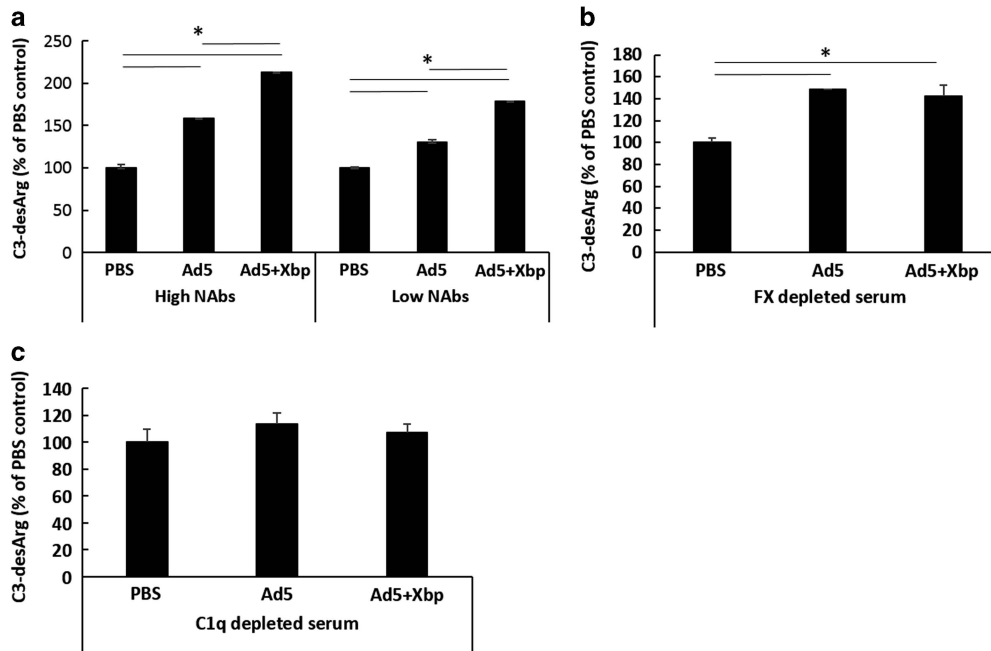 a
C3-desArg (% of PBS control)
250
200
150
100
50
0
*
*
PBS Ad5 Ad5+Xbp PBS Ad5 Ad5+Xbp
High NAbs Low NAbs
b
C3-desArg (% of PBS control)
180
160
140
120
100
80
60
40
20
0
*
PBS Ad5 Ad5+Xbp
FX depleted serum
c
C3-desArg (% of PBS control)
140
120
100
80
60
40
20
0
PBS Ad5 Ad5+Xbp
C1q depleted serum